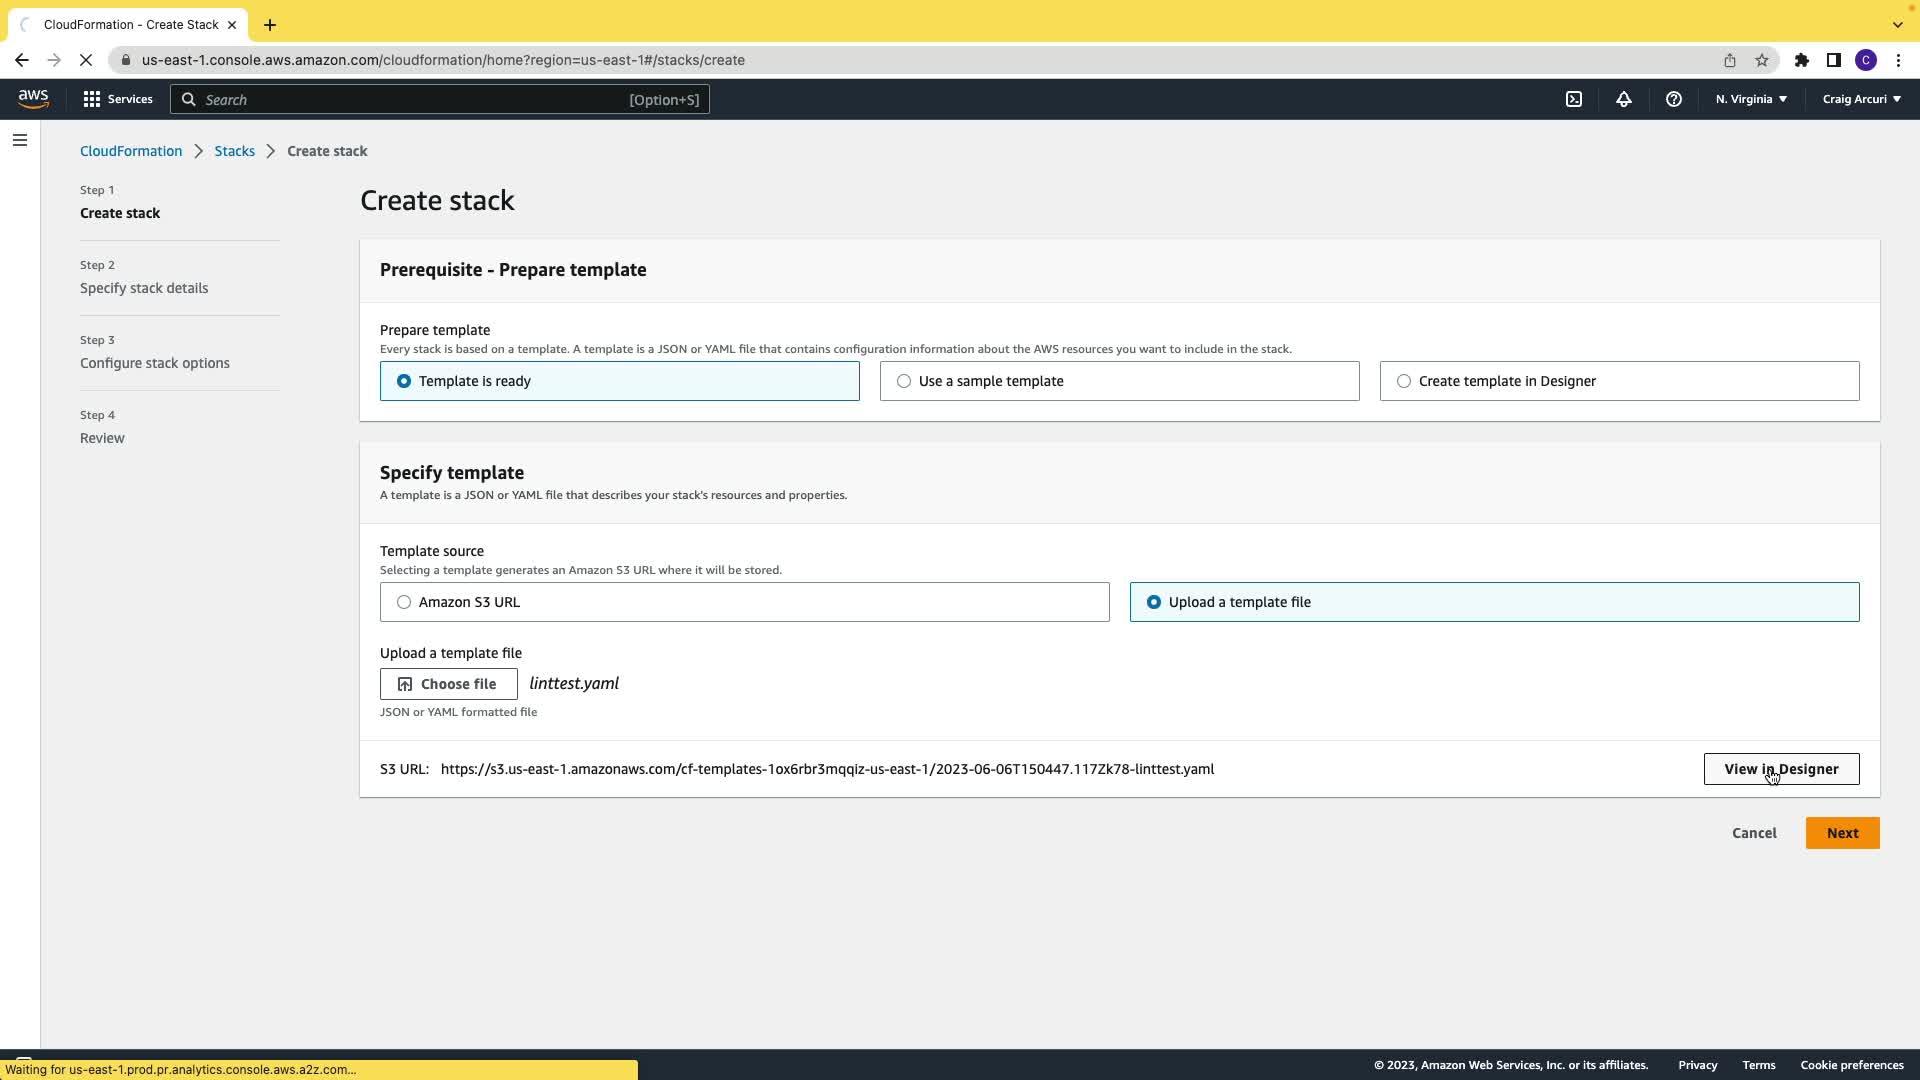 CloudFormation - Create Stack
us-east-1.console.aws.amazon.com/cloudformation/home?region=us-east-1#/stacks/create
C
aws
Services
Search
[Option+S]
N. Virginia
Craig Arcuri
CloudFormation
Stacks
Create stack
Step 1
Create stack
Step 2
Specify stack details
Step 3
Configure stack options
Step 4
Review
Create stack
Prerequisite - Prepare template
Prepare template
Every stack is based on a template. A template is a JSON or YAML file that contains configuration information about the AWS resources you want to include in the stack.
Template is ready
Use a sample template
Create template in Designer
Specify template
A template is a JSON or YAML file that describes your stack's resources and properties.
Template source
Selecting a template generates an Amazon S3 URL where it will be stored.
Amazon S3 URL
Upload a template file
Upload a template file
Choose file
linttest.yaml
JSON or YAML formatted file
S3 URL: https://s3.us-east-1.amazonaws.com/cf-templates-1ox6rbr3mqqiz-us-east-1/2023-06-06T150447.117Zk78-linttest.yaml
View in Designer
Cancel
Next
Waiting for us-east-1.prod.pr.analytics.console.aws.a2z.com...
© 2023, Amazon Web Services, Inc. or its affiliates.
Privacy
Terms
Cookie preferences